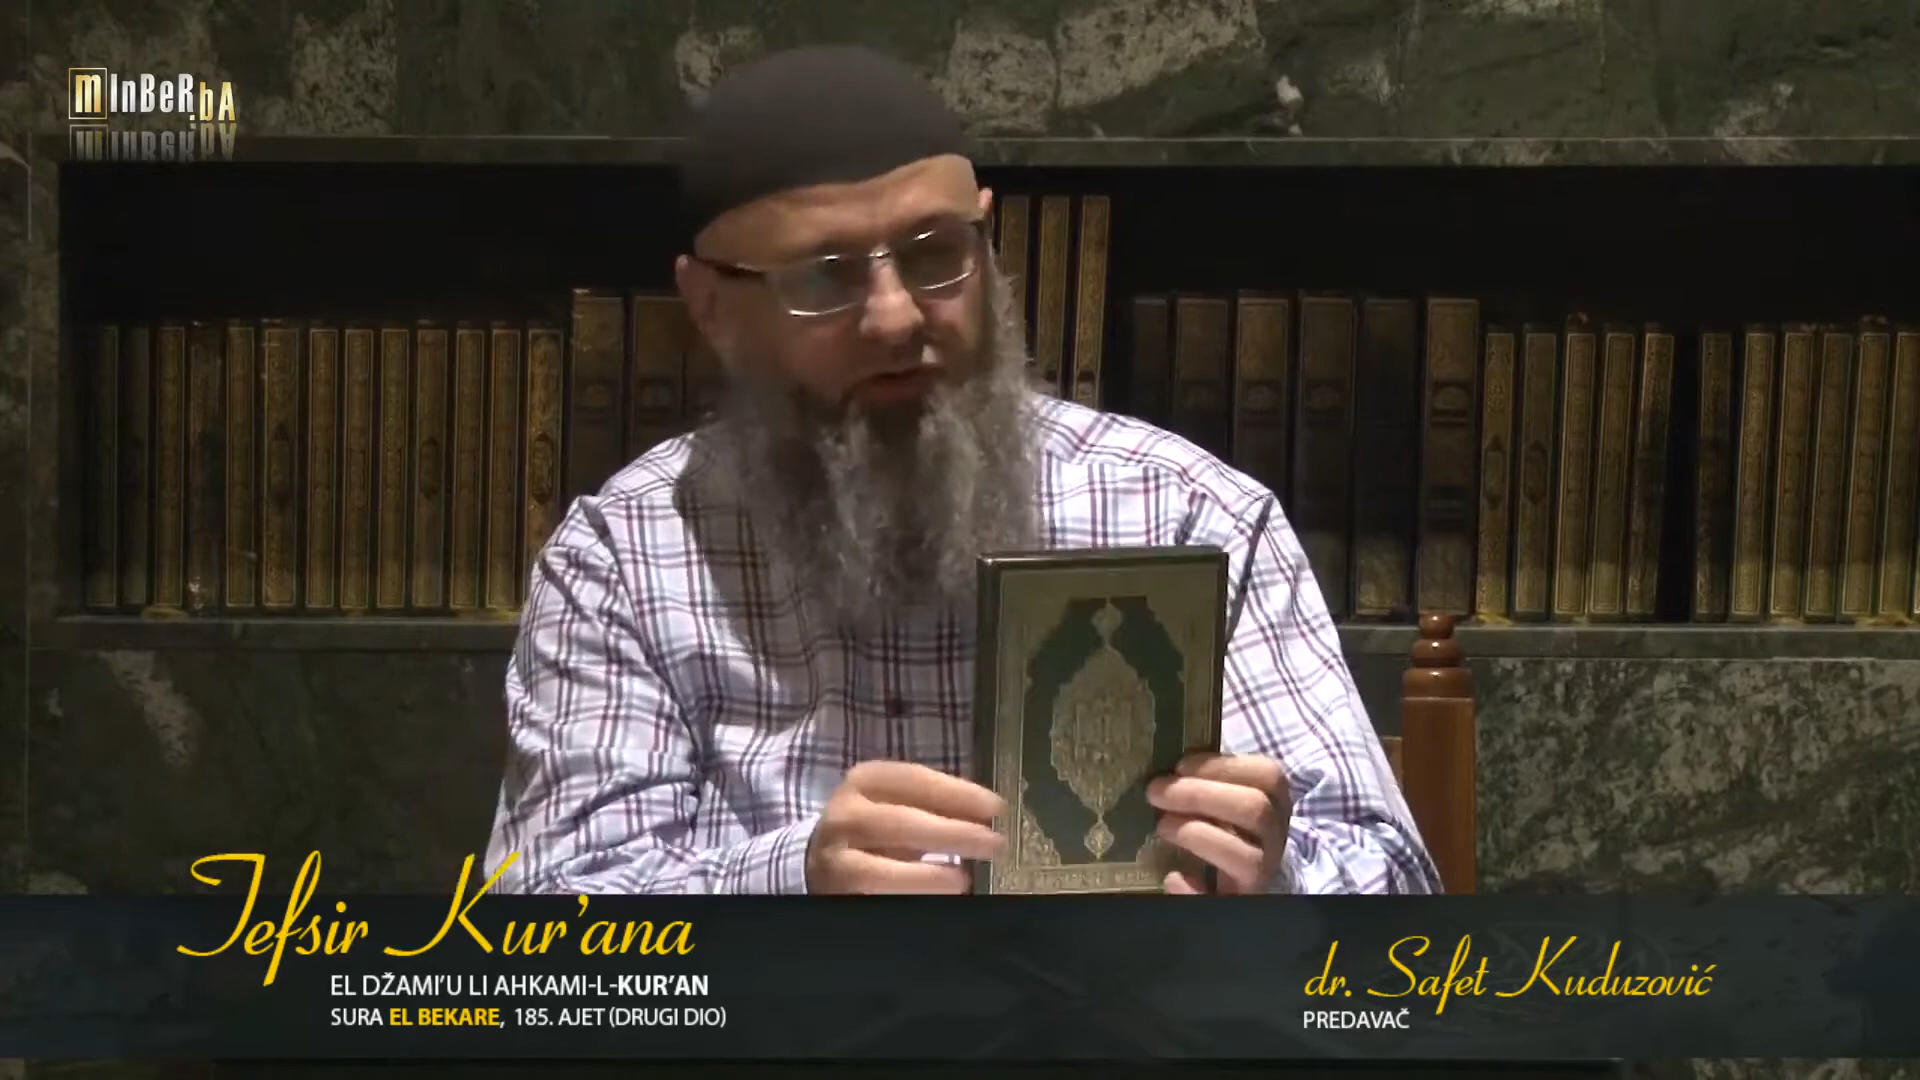 mInBeR.bA
Tefsir Kur'ana
EL DŽAMI'U LI AHKAMI-L-KUR'AN
SURA EL BEKARE, 185. AJET (DRUGI DIO)
dr. Safet Kuduzović
PREDAVAČ